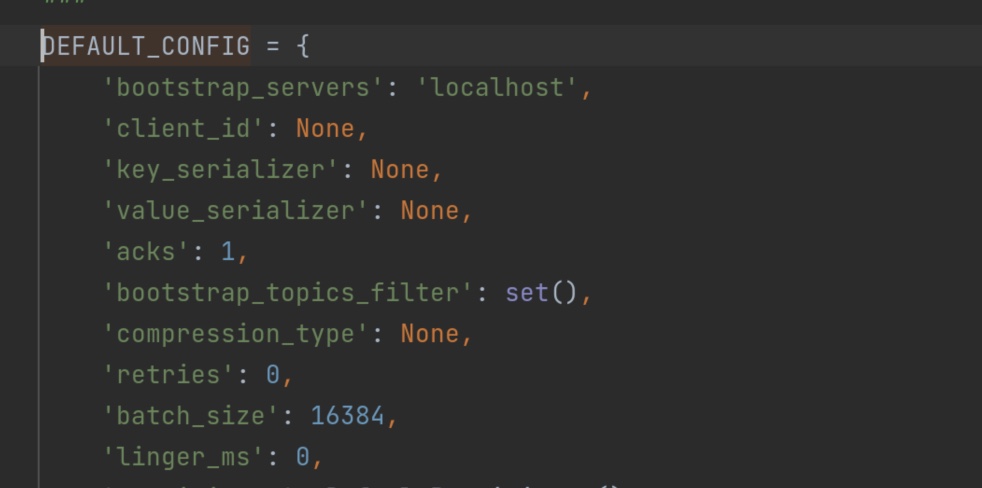 DEFAULT_CONFIG = {
'bootstrap_servers': 'localhost',
'client_id': None,
'key_serializer': None,
'value_serializer': None,
'acks': 1,
'bootstrap_topics_filter': set(),
'compression_type': None,
'retries': 0,
'batch_size': 16384,
'linger_ms': 0,